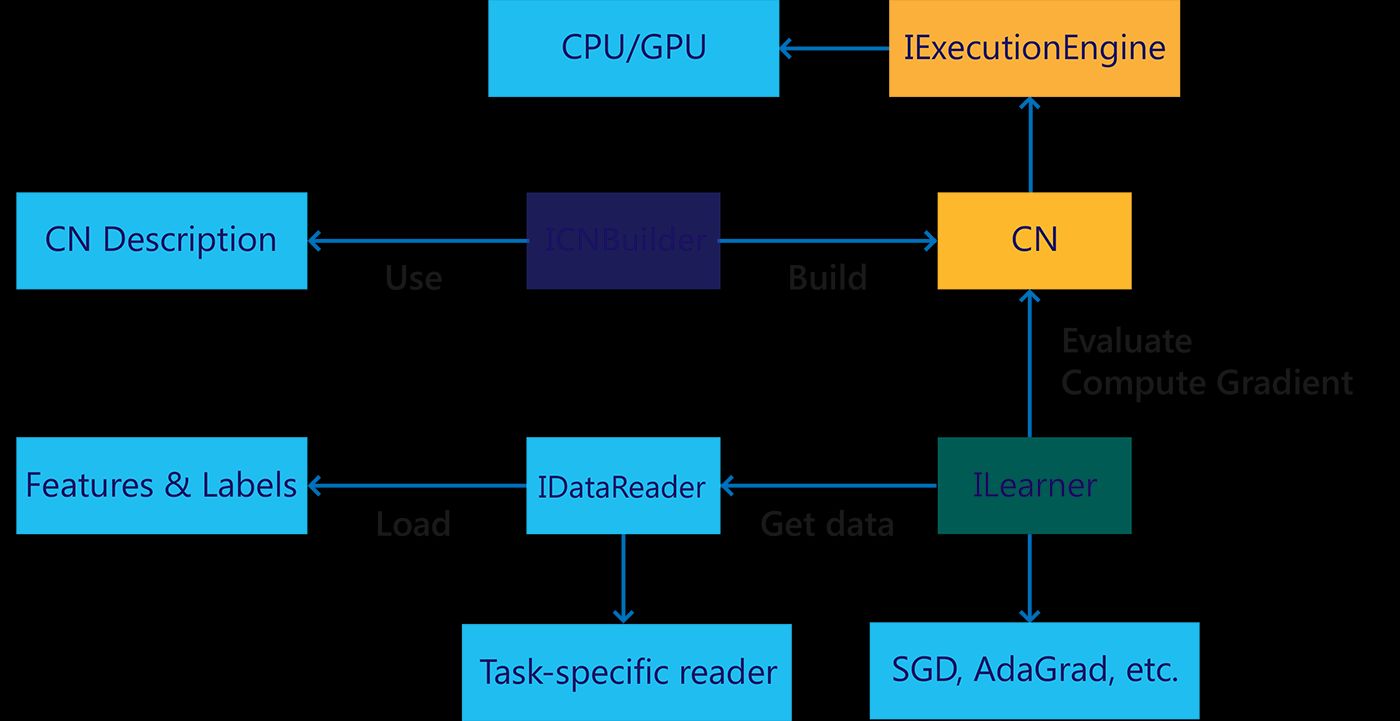 CPU/GPU
IExecutionEngine
CN Description
ICNBuilder
CN
Use
Build
Evaluate
Compute Gradient
Features & Labels
IDataReader
ILearner
Load
Get data
Task-specific reader
SGD, AdaGrad, etc.